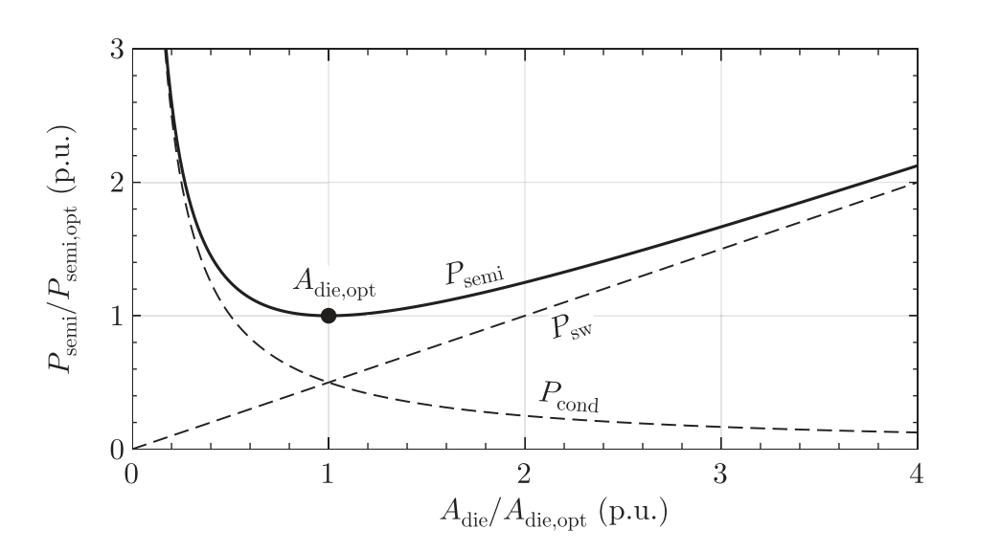 3
2
1
0
P_semi/P_semi,opt (p.u.)
A_die,opt
P_semi
P_sw
P_cond
0 1 2 3 4
A_die/A_die,opt (p.u.)